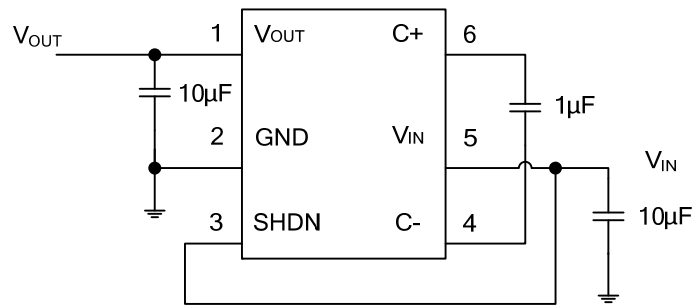 VOUT
1 VOUT C+ 6
10µF 1µF
2 GND VIN 5
VIN
10µF
3 SHDN C- 4